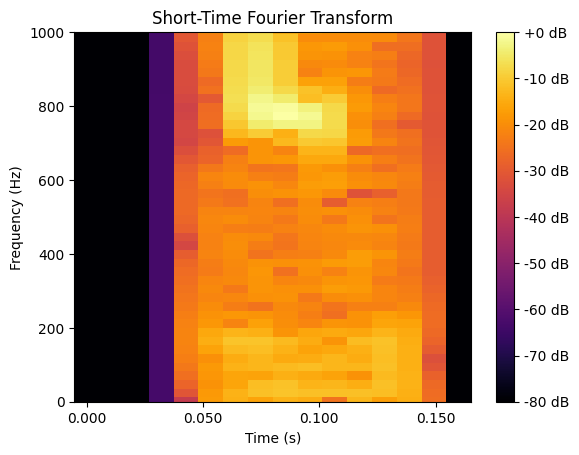 Short-Time Fourier Transform
1000
800
600
400
200
0
Frequency (Hz)
0.000
0.050
0.100
0.150
Time (s)
+0 dB
-10 dB
-20 dB
-30 dB
-40 dB
-50 dB
-60 dB
-70 dB
-80 dB